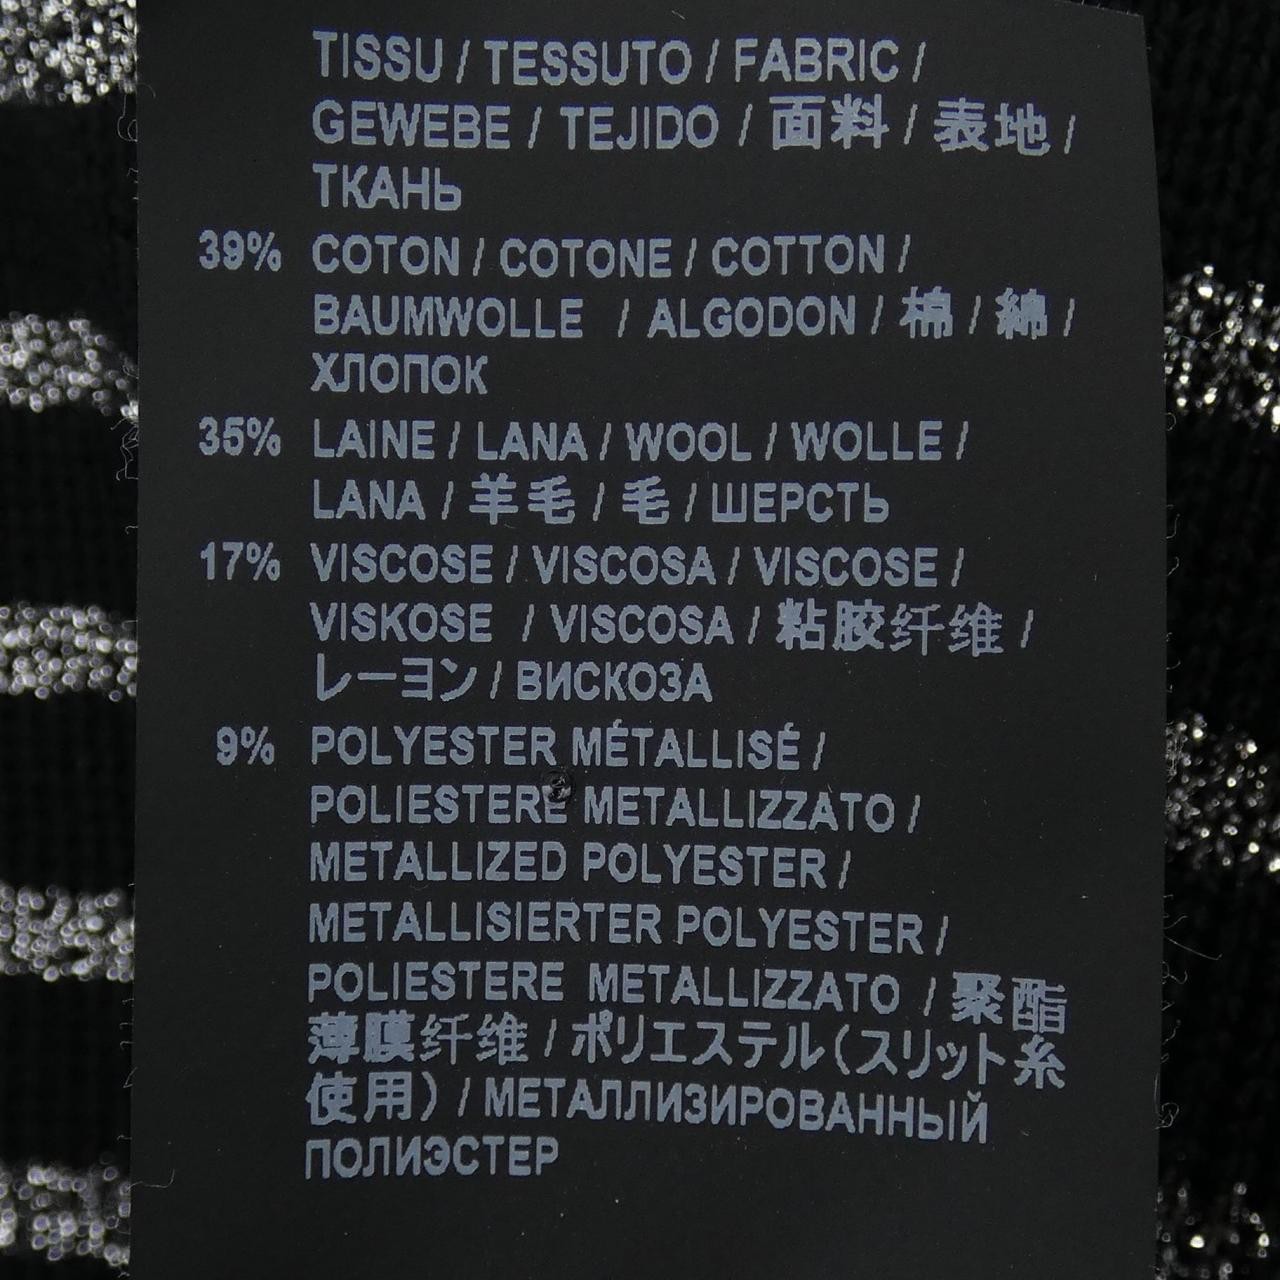 TISSU / TESSUTO / FABRIC /
GEWEBE / TEJIDO / 面料 / 表地 /
ТКАНЬ
39% COTON / COTONE / COTTON /
BAUMWOLLE / ALGODON / 棉 / 綿 /
ХЛОПОК
35% LAINE / LANA / WOOL / WOLLE /
LANA / 羊毛 / 毛 / ШЕРСТЬ
17% VISCOSE / VISCOSA / VISCOSE /
VISKOSE / VISCOSA / 粘胶纤维 /
レーヨン / ВИСКОЗА
9% POLYESTER MÉTALLISÉ /
POLIESTERE METALLIZZATO /
METALLIZED POLYESTER /
METALLISIERTER POLYESTER /
POLIESTERE METALLIZZATO / 聚酯
薄膜纤维 / ポリエステル(スリット糸
使用) / МЕТАЛЛИЗИРОВАННЫЙ
ПОЛИЭСТЕР